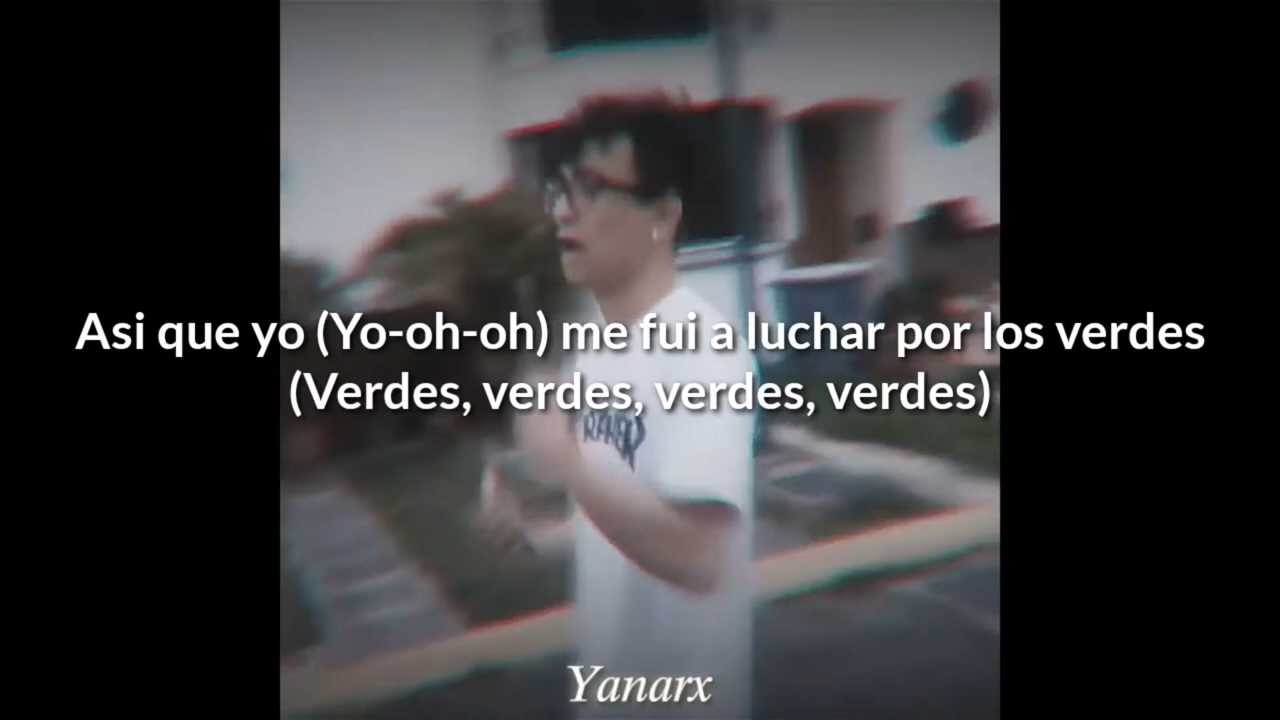 Asi que yo (Yo-oh-oh) me fui a luchar por los verdes
(Verdes, verdes, verdes, verdes)
Yanarx